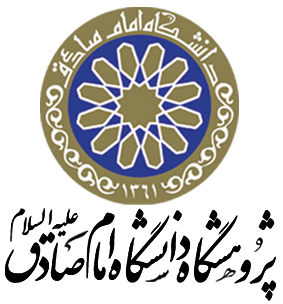 دانشگاه امام صادق
۱۳۶۱
علیه السلام
پژوهشگاه دانشگاه امام صادق